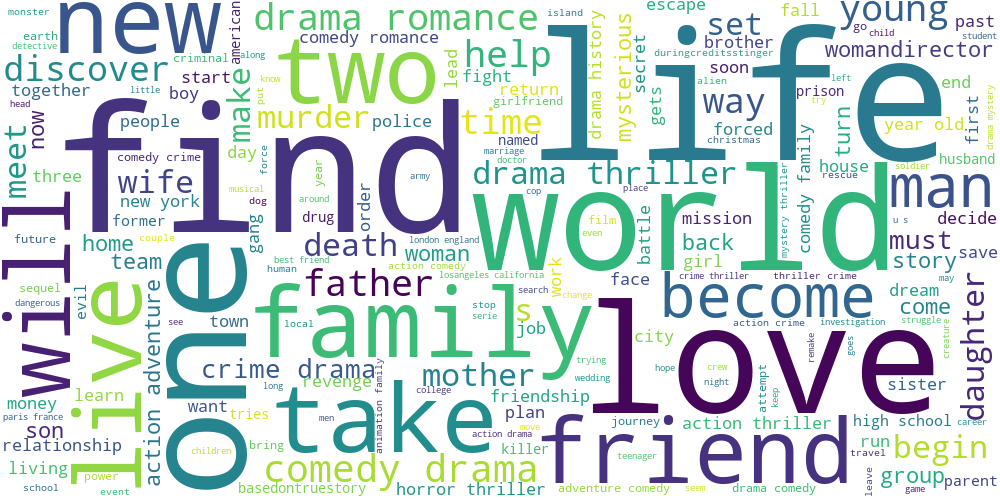 new
find
life
one
world
love
family
two
will
live
take
friend
become
man
drama romance
comedy romance
discover
together
criminal
start
boy
american
monster
earth
detective
along
little
put
know
meet
now
head
make
day
people
police
murder
help
fight
lead
return
girlfriend
time
named
marriage
doctor
island
escape
brother
drama history
mysterious
secret
gets
soon
duringcreditsstinger
alien
set
way
forced
christmas
fall
go
child
prison
left
try
young
past
womandirector
student
end
turn
year old
first
drama mystery
three
comedy crime
wife
new york
former
force
musical
dog
gang
year
around
drug
order
army
death
woman
drama thriller
cop
place
film
even
work
battle
mission
back
girl
mystery thriller
rescue
comedy family
house
soldier
husband
u s
must
decide
story
may
save
future
home
team
couple
sequel
dangerous
evil
action adventure
town
see
best friend
human
london england
action comedy
losangeles california
father
search
change
face
crime thriller
thriller crime
dream
come
struggle
creature
daughter
local
s
stop
serie
job
trying
wedding
city
action crime
investigation
goes
remake
hope
crew
night
attempt
keep
sister
crime drama
revenge
long
mother
college
animation family
friendship
plan
money
learn
paris france
son
relationship
want
tries
men
bring
children
living
power
school
event
comedy drama
basedontruestory
action drama
move
killer
horror thriller
journey
teenager
adventure comedy
seem
action thriller
drama comedy
high school
career
run
travel
begin
leave
group
game
parent